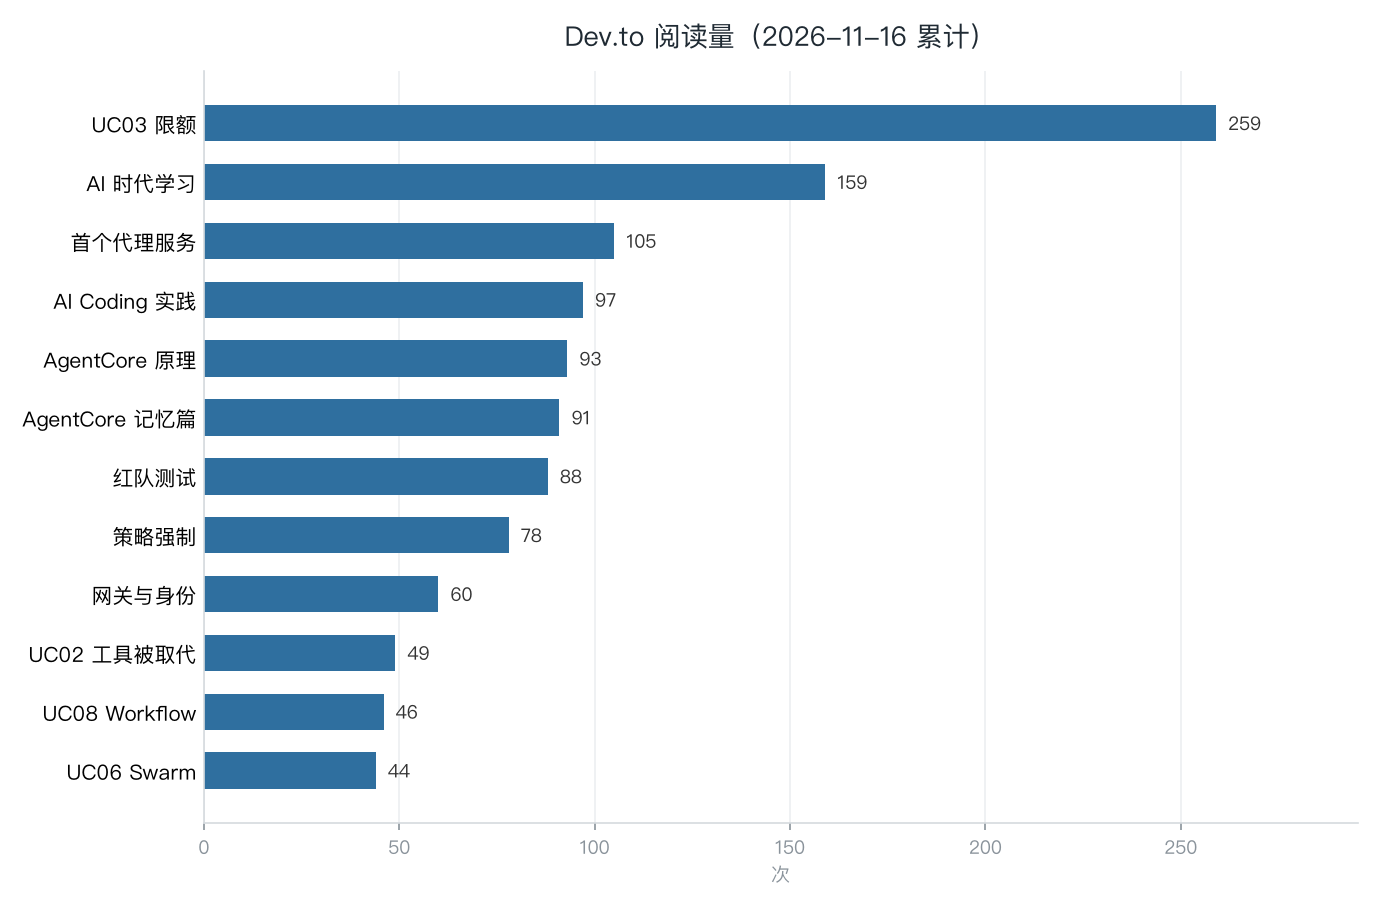 Dev.to 阅读量（2026–11–16 累计）
UC03 限额 259
AI 时代学习 159
首个代理服务 105
AI Coding 实践 97
AgentCore 原理 93
AgentCore 记忆篇 91
红队测试 88
策略强制 78
网关与身份 60
UC02 工具被取代 49
UC08 Workflow 46
UC06 Swarm 44
0 50 100 150 200 250
次